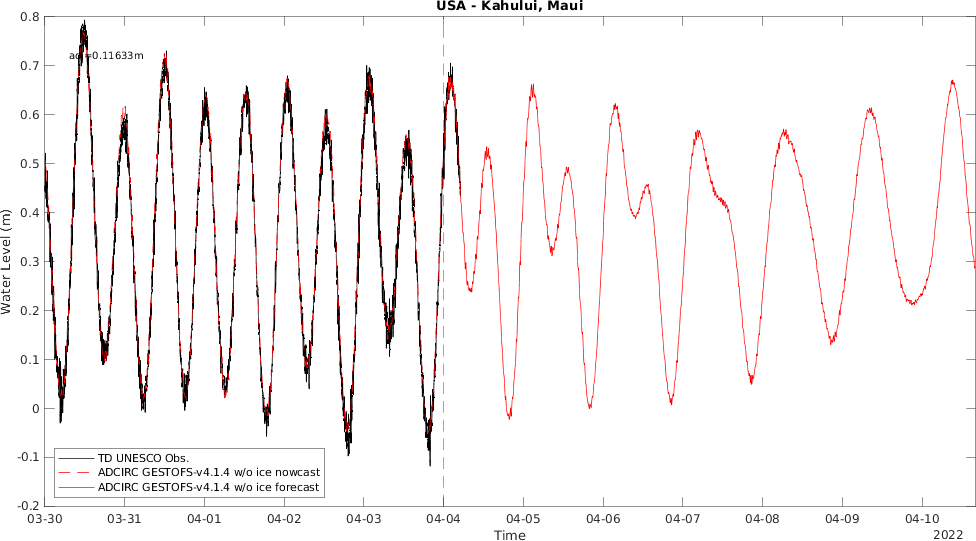 USA - Kahului, Maui
0.8
0.7
0.6
0.5
0.4
0.3
0.2
0.1
0
-0.1
-0.2
Water Level (m)
=0.11633m
TD UNESCO Obs.
ADCIRC GESTOFS-v4.1.4 w/o ice nowcast
ADCIRC GESTOFS-v4.1.4 w/o ice forecast
03-30 03-31 04-01 04-02 04-03 04-04 04-05 04-06 04-07 04-08 04-09 04-10
Time
2022